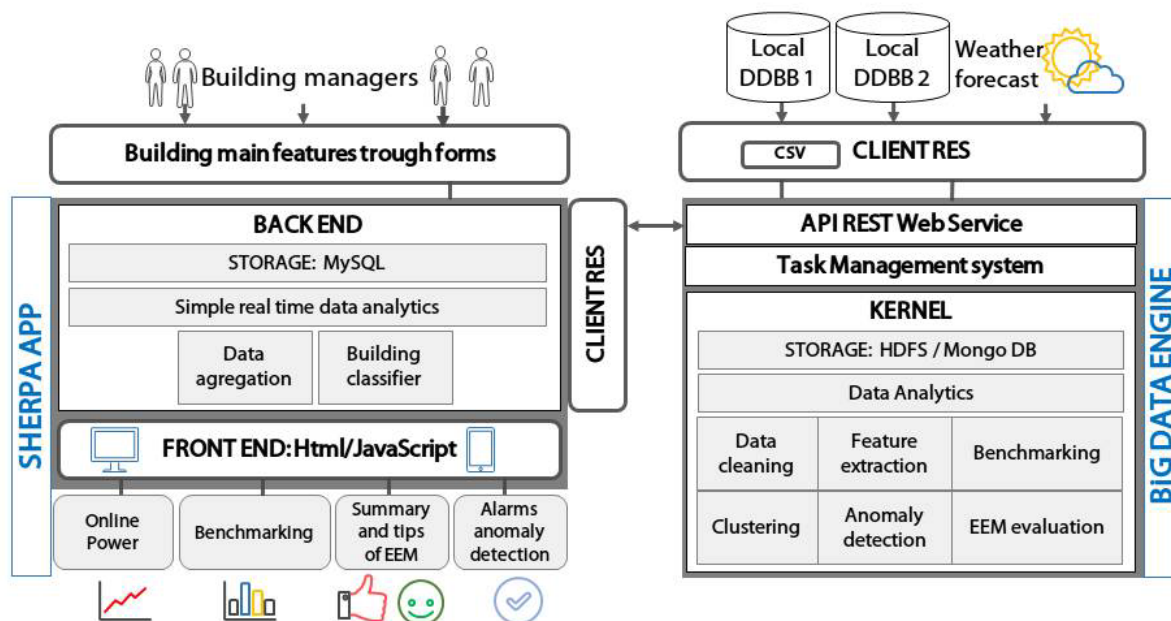 Building managers
Building main features trough forms
SHERPA APP
BACK END
STORAGE: MySQL
Simple real time data analytics
Data
agregation
Building
classifier
FRONT END: Html/JavaScript
Online
Power
Benchmarking
Summary
and tips
of EEM
Alarms
anomaly
detection
CLIENT RES
Local
DDBB 1
Local
DDBB 2
Weather
forecast
CSV
CLIENT RES
API REST Web Service
Task Management system
KERNEL
STORAGE: HDFS / Mongo DB
Data Analytics
Data
cleaning
Feature
extraction
Benchmarking
Clustering
Anomaly
detection
EEM evaluation
BiG DATA ENGINE